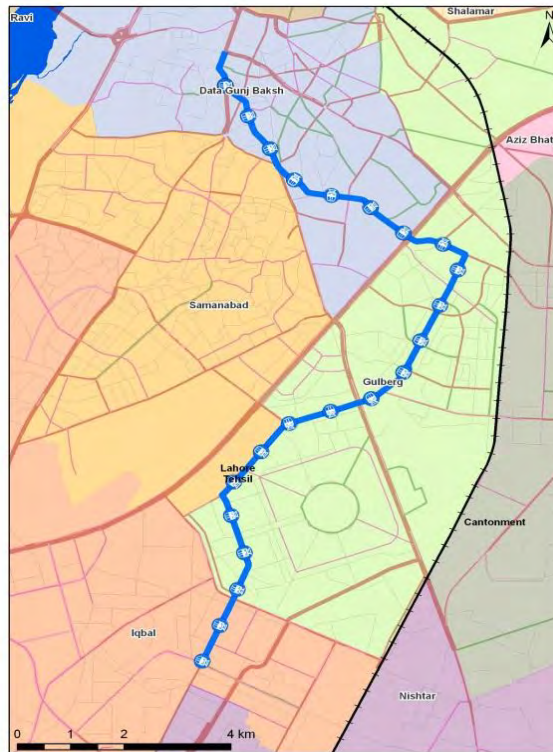 Ravi
Shalamar
N
Data Gunj Baksh
Aziz Bhat
Samanabad
Gulberg
Lahore
Tehsil
Cantonment
Iqbal
Nishtar
0 1 2 4 km